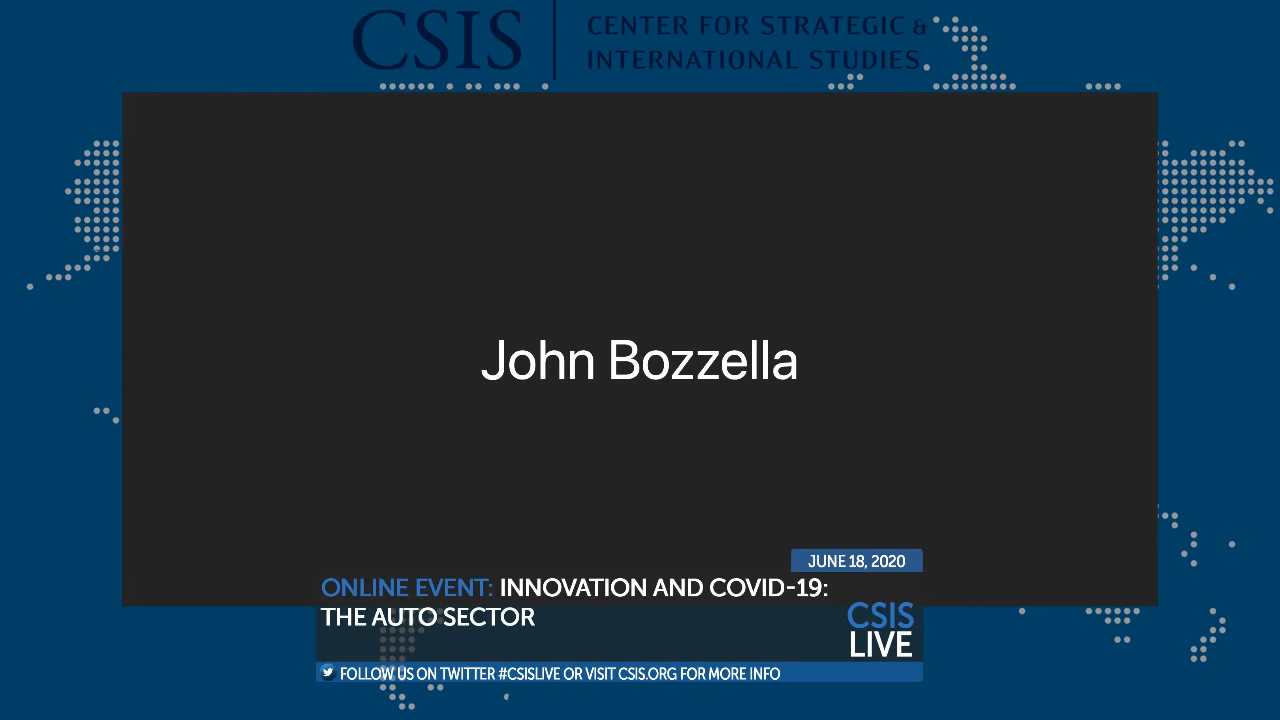 CSIS
CENTER FOR STRATEGIC &
INTERNATIONAL STUDIES
John Bozzella
JUNE 18, 2020
ONLINE EVENT: INNOVATION AND COVID-19:
THE AUTO SECTOR
CSIS
LIVE
FOLLOW US ON TWITTER #CSISLIVE OR VISIT CSIS.ORG FOR MORE INFO